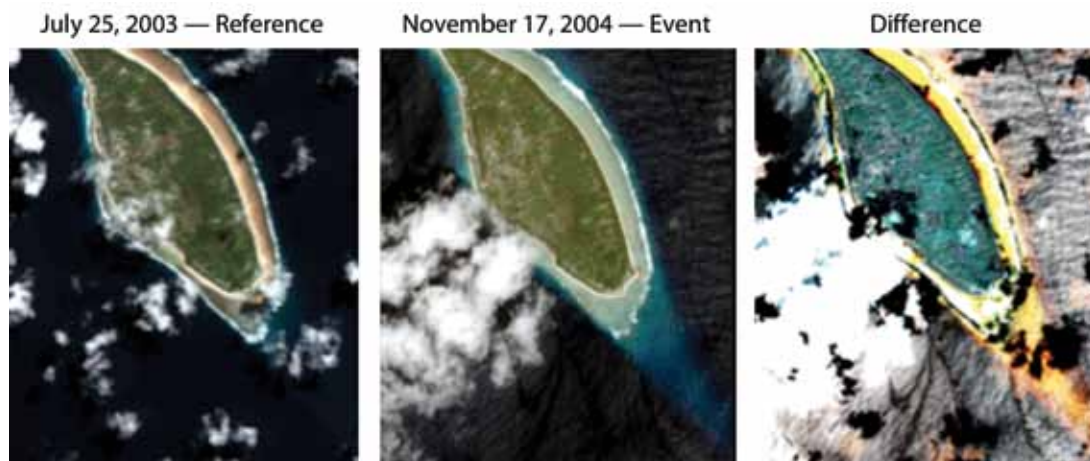 July 25, 2003 — Reference
November 17, 2004 — Event
Difference